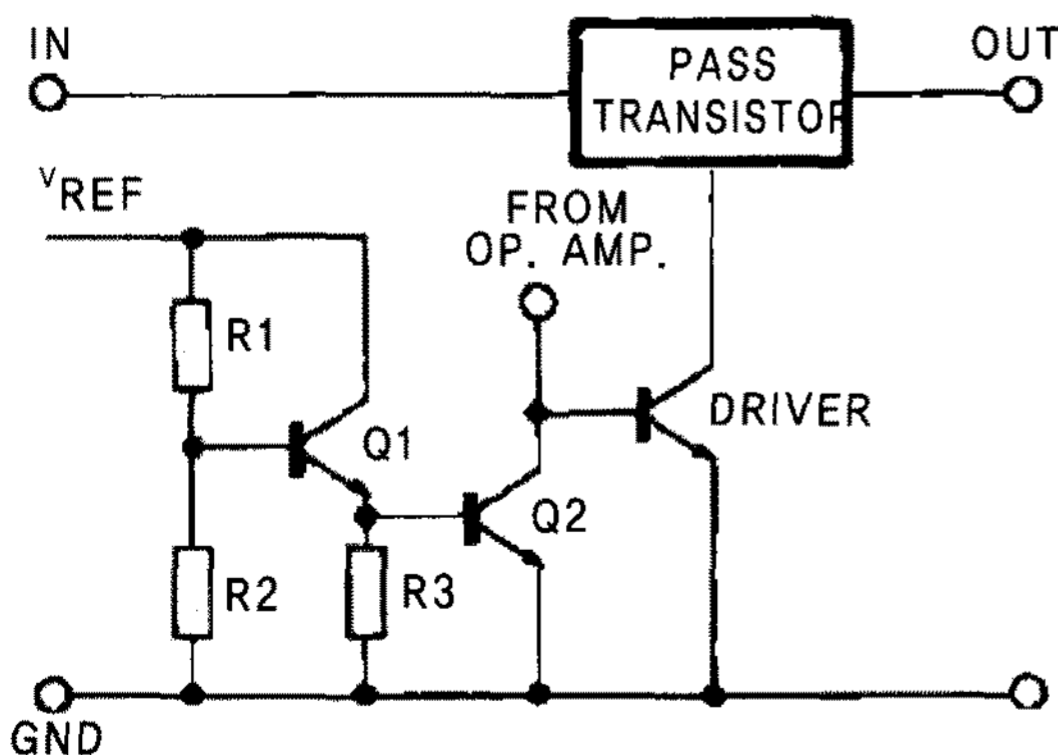 IN
PASS
TRANSISTOR
OUT
VREF
FROM
OP. AMP.
R1
Q1
DRIVER
Q2
R2
R3
GND